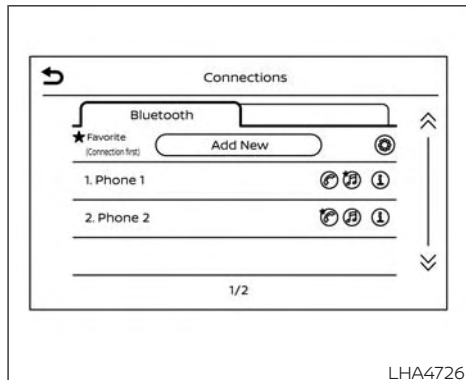 Connections
Bluetooth
★Favorite
(Connection first)
Add New
1. Phone 1
2. Phone 2
1/2
LHA4726